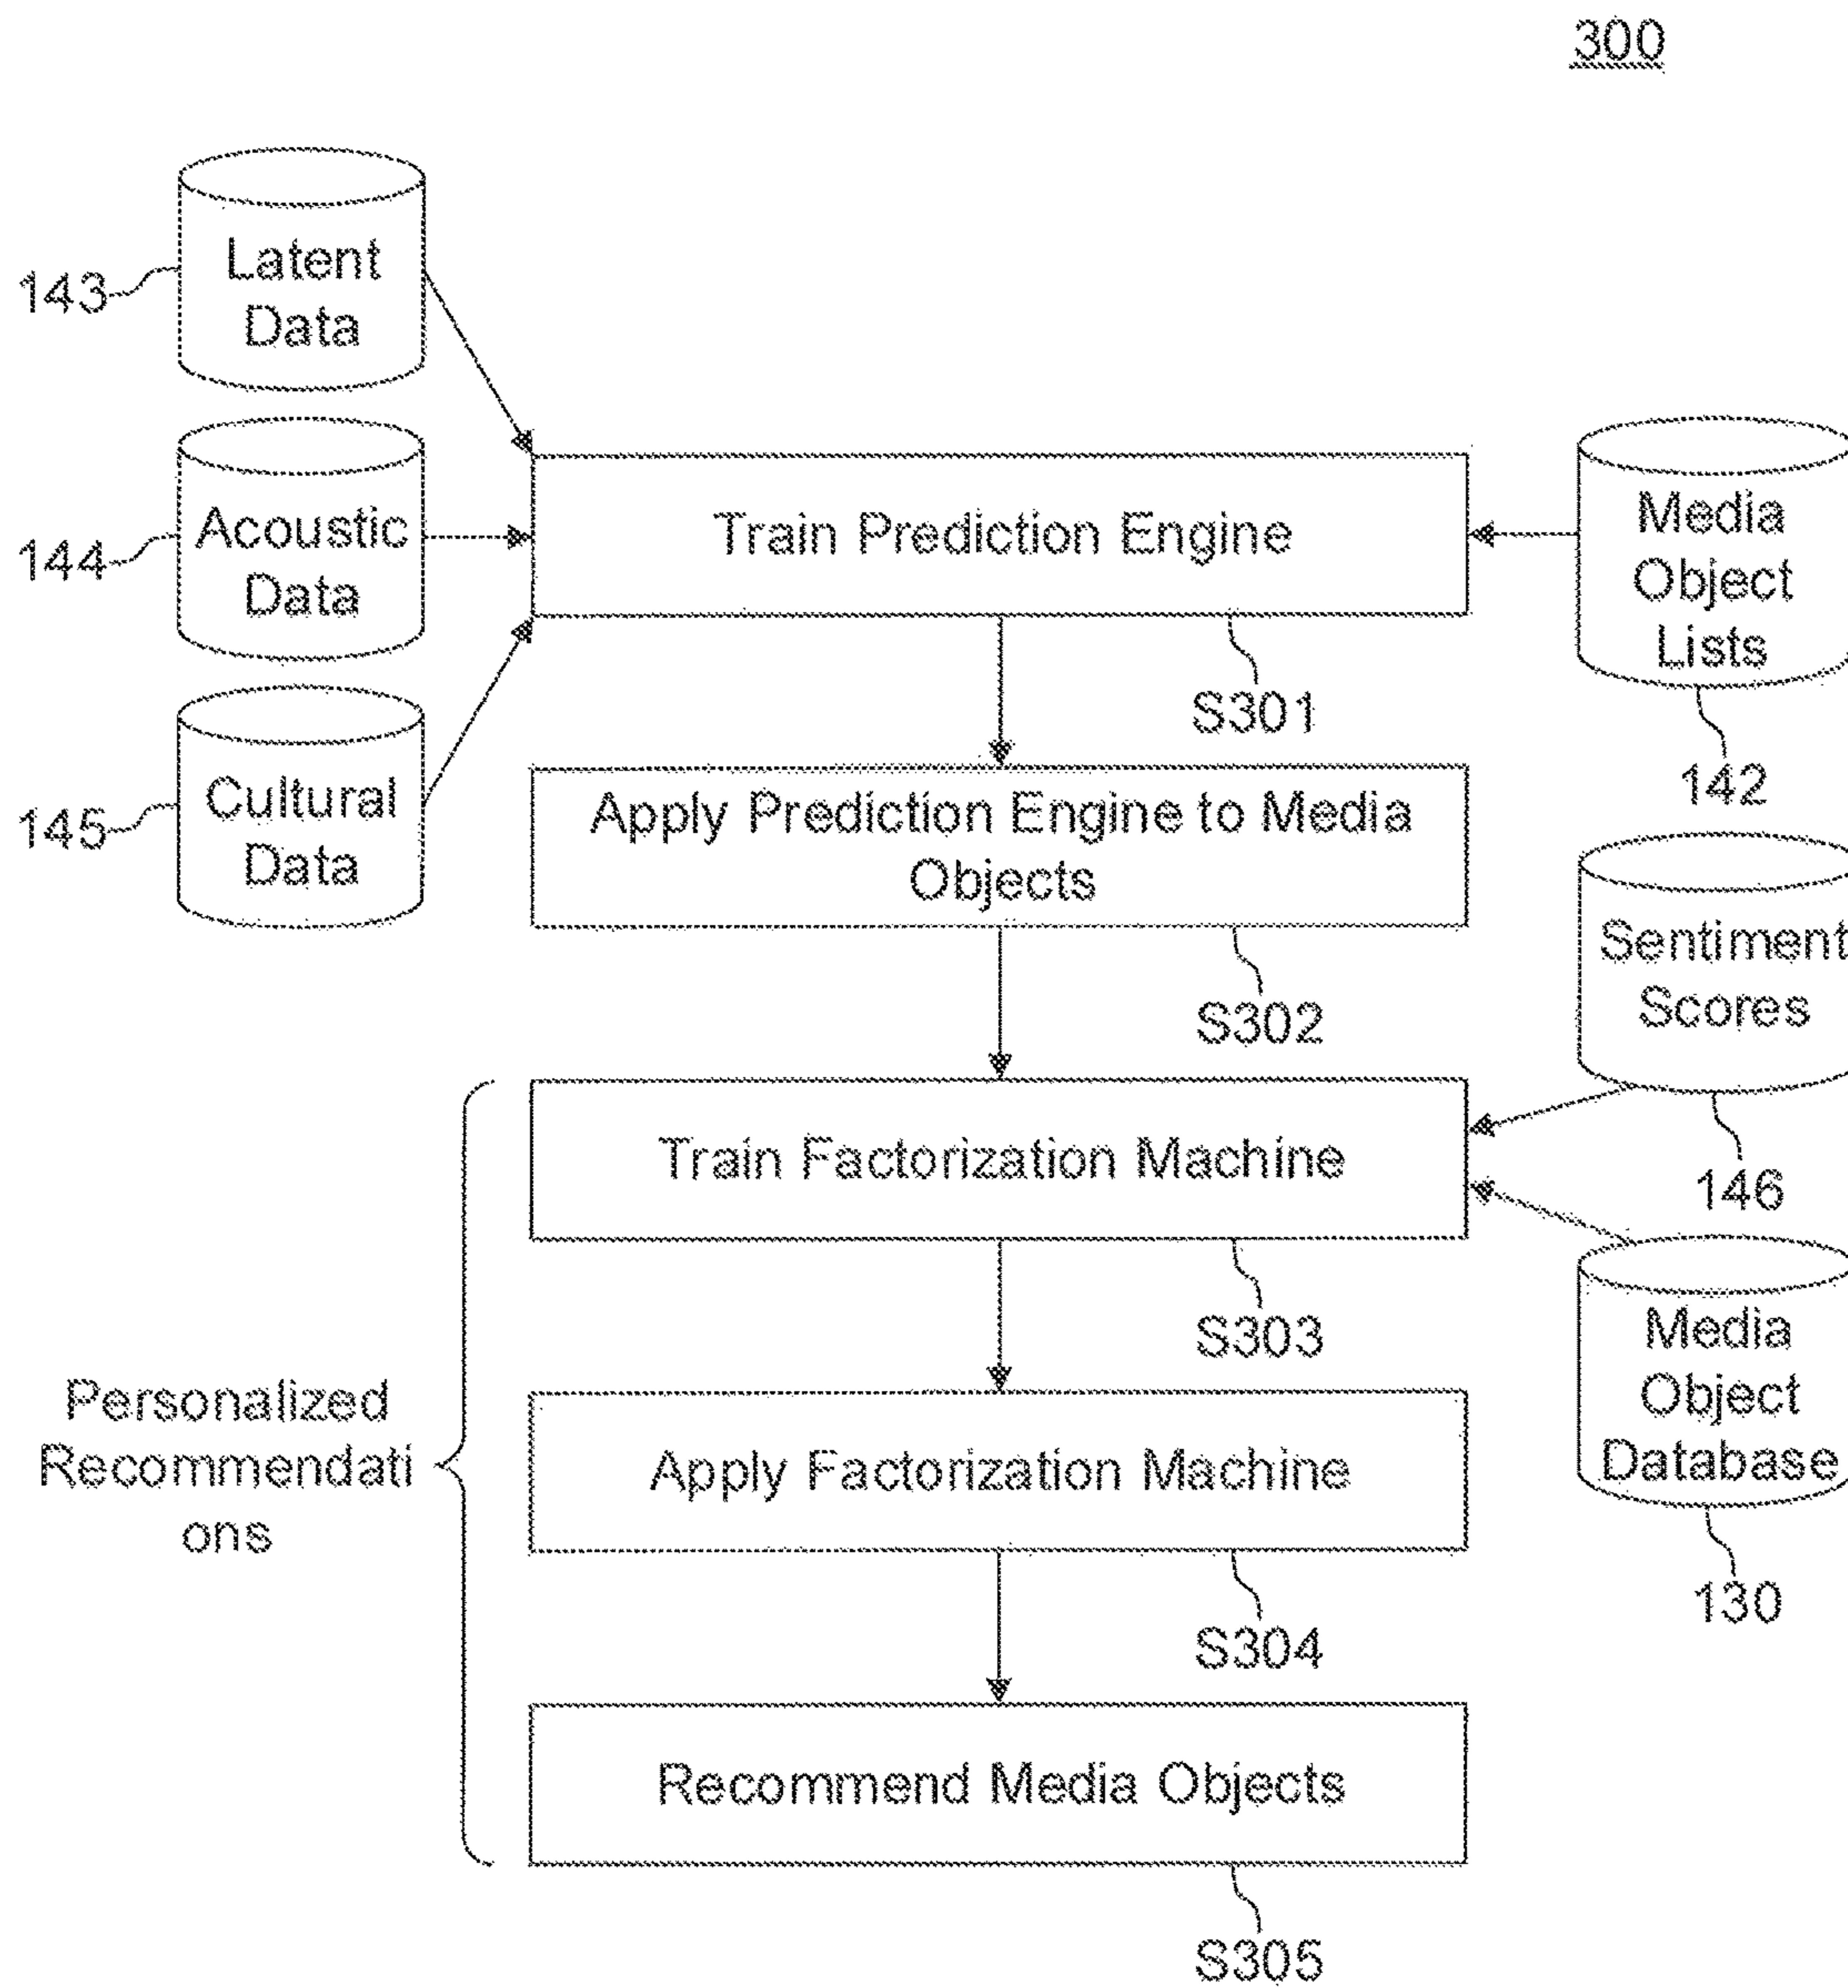 300
Latent
Data
143
Acoustic
Data
144
Cultural
Data
145
Train Prediction Engine
S301
Media
Object
Lists
142
Apply Prediction Engine to Media
Objects
S302
Sentiment
Scores
146
Train Factorization Machine
S303
Media
Object
Database
130
Personalized
Recommendati
ons
Apply Factorization Machine
S304
Recommend Media Objects
S305